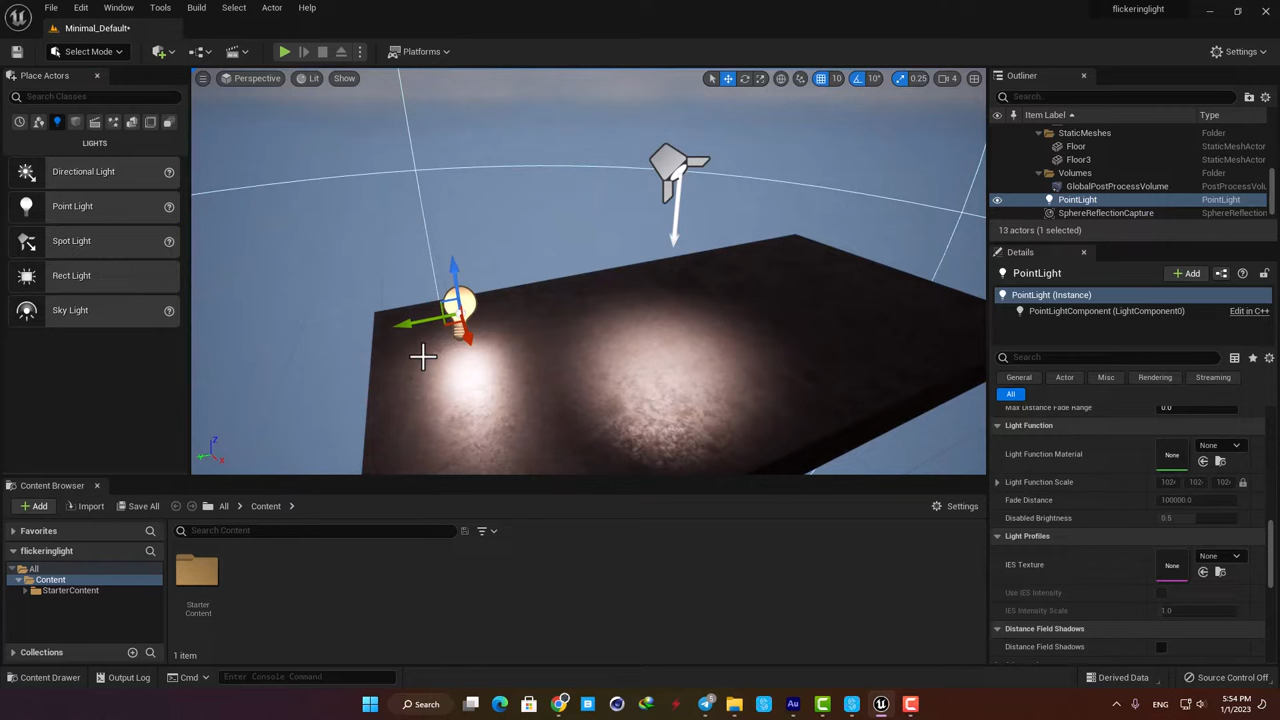 File Edit Window Tools Build Select Actor Help
flickeringlight
Minimal_Default*
Select Mode
Platforms
Settings
Place Actors
Search Classes
LIGHTS
Directional Light
Point Light
Spot Light
Rect Light
Sky Light
Perspective Lit Show
10 10° 0.25 4
Outliner
Search...
Item Label Type
StaticMeshes Folder
Floor StaticMeshActor
Floor3 StaticMeshActor
Volumes Folder
GlobalPostProcessVolume PostProcessVolu
PointLight PointLight
SphereReflectionCapture SphereReflection
13 actors (1 selected)
Details
PointLight
Add
PointLight (Instance)
PointLightComponent (LightComponent0) Edit in C++
Search
General Actor Misc Rendering Streaming
All
Max Distance Fade Range 0.0
Light Function
Light Function Material None None
Light Function Scale 102 102 102
Fade Distance 100000.0
Disabled Brightness 0.5
Light Profiles
IES Texture None None
Use IES Intensity
IES Intensity Scale 1.0
Distance Field Shadows
Distance Field Shadows
z
x
Content Browser
Add Import Save All All Content Settings
Favorites
Search Content
flickeringlight
All
Content
StarterContent
Starter
Content
Collections
1 item
Content Drawer Output Log Cmd Enter Console Command Derived Data Source Control Off
Search
5
Au
ENG
5:54 PM
1/1/2023